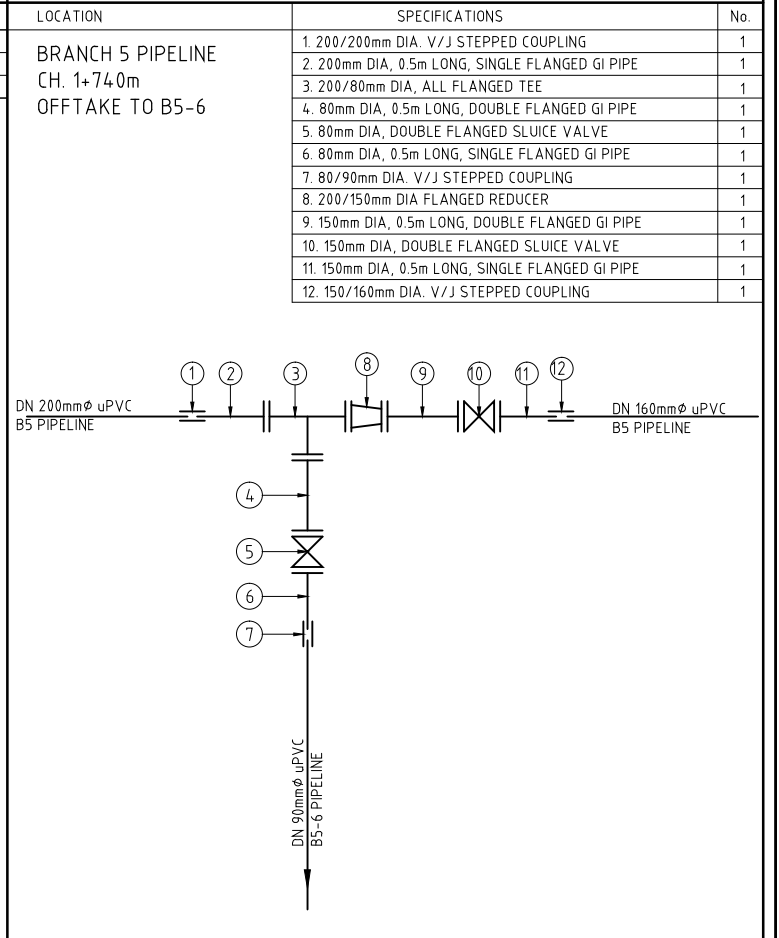 LOCATION SPECIFICATIONS No.
BRANCH 5 PIPELINE
CH. 1+740m
OFFTAKE TO B5-6
1. 200/200mm DIA. V/J STEPPED COUPLING 1
2. 200mm DIA, 0.5m LONG, SINGLE FLANGED GI PIPE 1
3. 200/80mm DIA, ALL FLANGED TEE 1
4. 80mm DIA, 0.5m LONG, DOUBLE FLANGED GI PIPE 1
5. 80mm DIA, DOUBLE FLANGED SLUICE VALVE 1
6. 80mm DIA, 0.5m LONG, SINGLE FLANGED GI PIPE 1
7. 80/90mm DIA. V/J STEPPED COUPLING 1
8. 200/150mm DIA FLANGED REDUCER 1
9. 150mm DIA, 0.5m LONG, DOUBLE FLANGED GI PIPE 1
10. 150mm DIA, DOUBLE FLANGED SLUICE VALVE 1
11. 150mm DIA, 0.5m LONG, SINGLE FLANGED GI PIPE 1
12. 150/160mm DIA. V/J STEPPED COUPLING 1
1 2 3 8 9 10 11 12
DN 200mmø uPVC
B5 PIPELINE
DN 160mmø uPVC
B5 PIPELINE
4
5
6
7
DN 90mmø uPVC
B5-6 PIPELINE